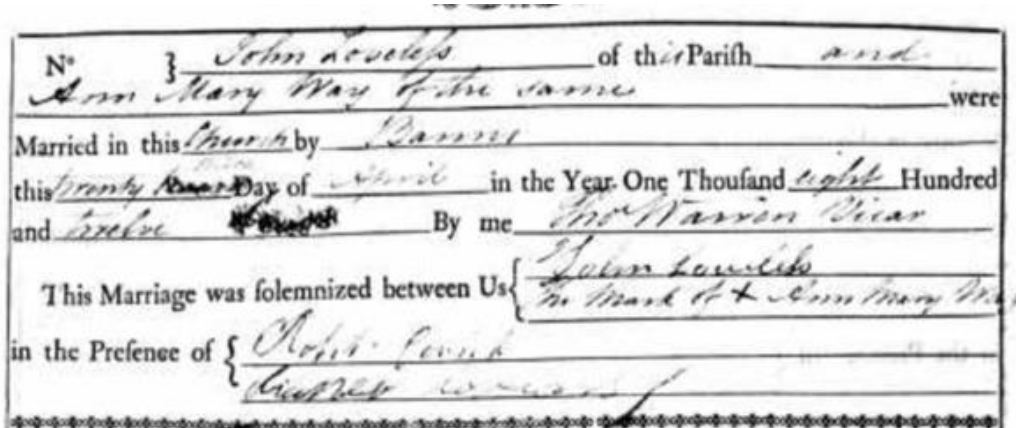 Nº } John Loveless of this Pariſh and
Ann Mary Way of the same were
Married in this Church by Banns
this twenty Day of April in the Year One Thouſand eight Hundred
and twelve By me Thoˢ Warren Vicar
This Marriage was ſolemnized between Us { John Loveless
The Mark of + Ann Mary Way
in the Preſence of { Robt.